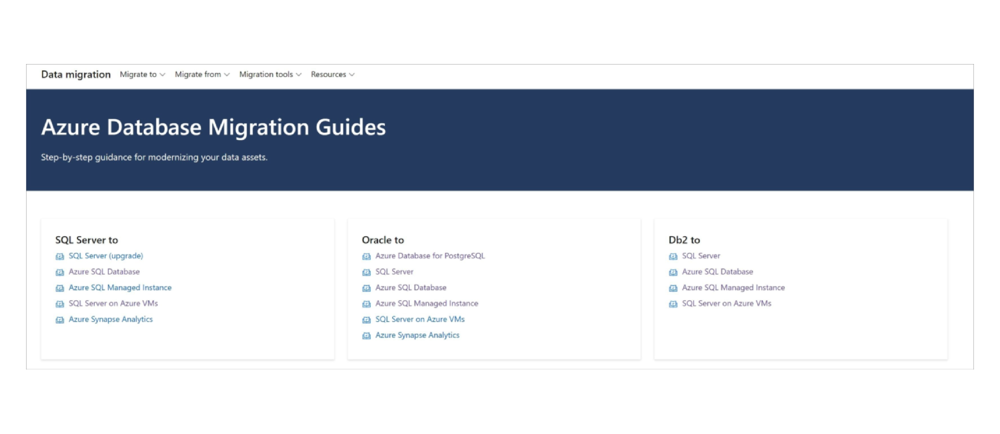 Data migration Migrate to Migrate from Migration tools Resources
Azure Database Migration Guides
Step-by-step guidance for modernizing your data assets.
SQL Server to
SQL Server (upgrade)
Azure SQL Database
Azure SQL Managed Instance
SQL Server on Azure VMs
Azure Synapse Analytics
Oracle to
Azure Database for PostgreSQL
SQL Server
Azure SQL Database
Azure SQL Managed Instance
SQL Server on Azure VMs
Azure Synapse Analytics
Db2 to
SQL Server
Azure SQL Database
Azure SQL Managed Instance
SQL Server on Azure VMs